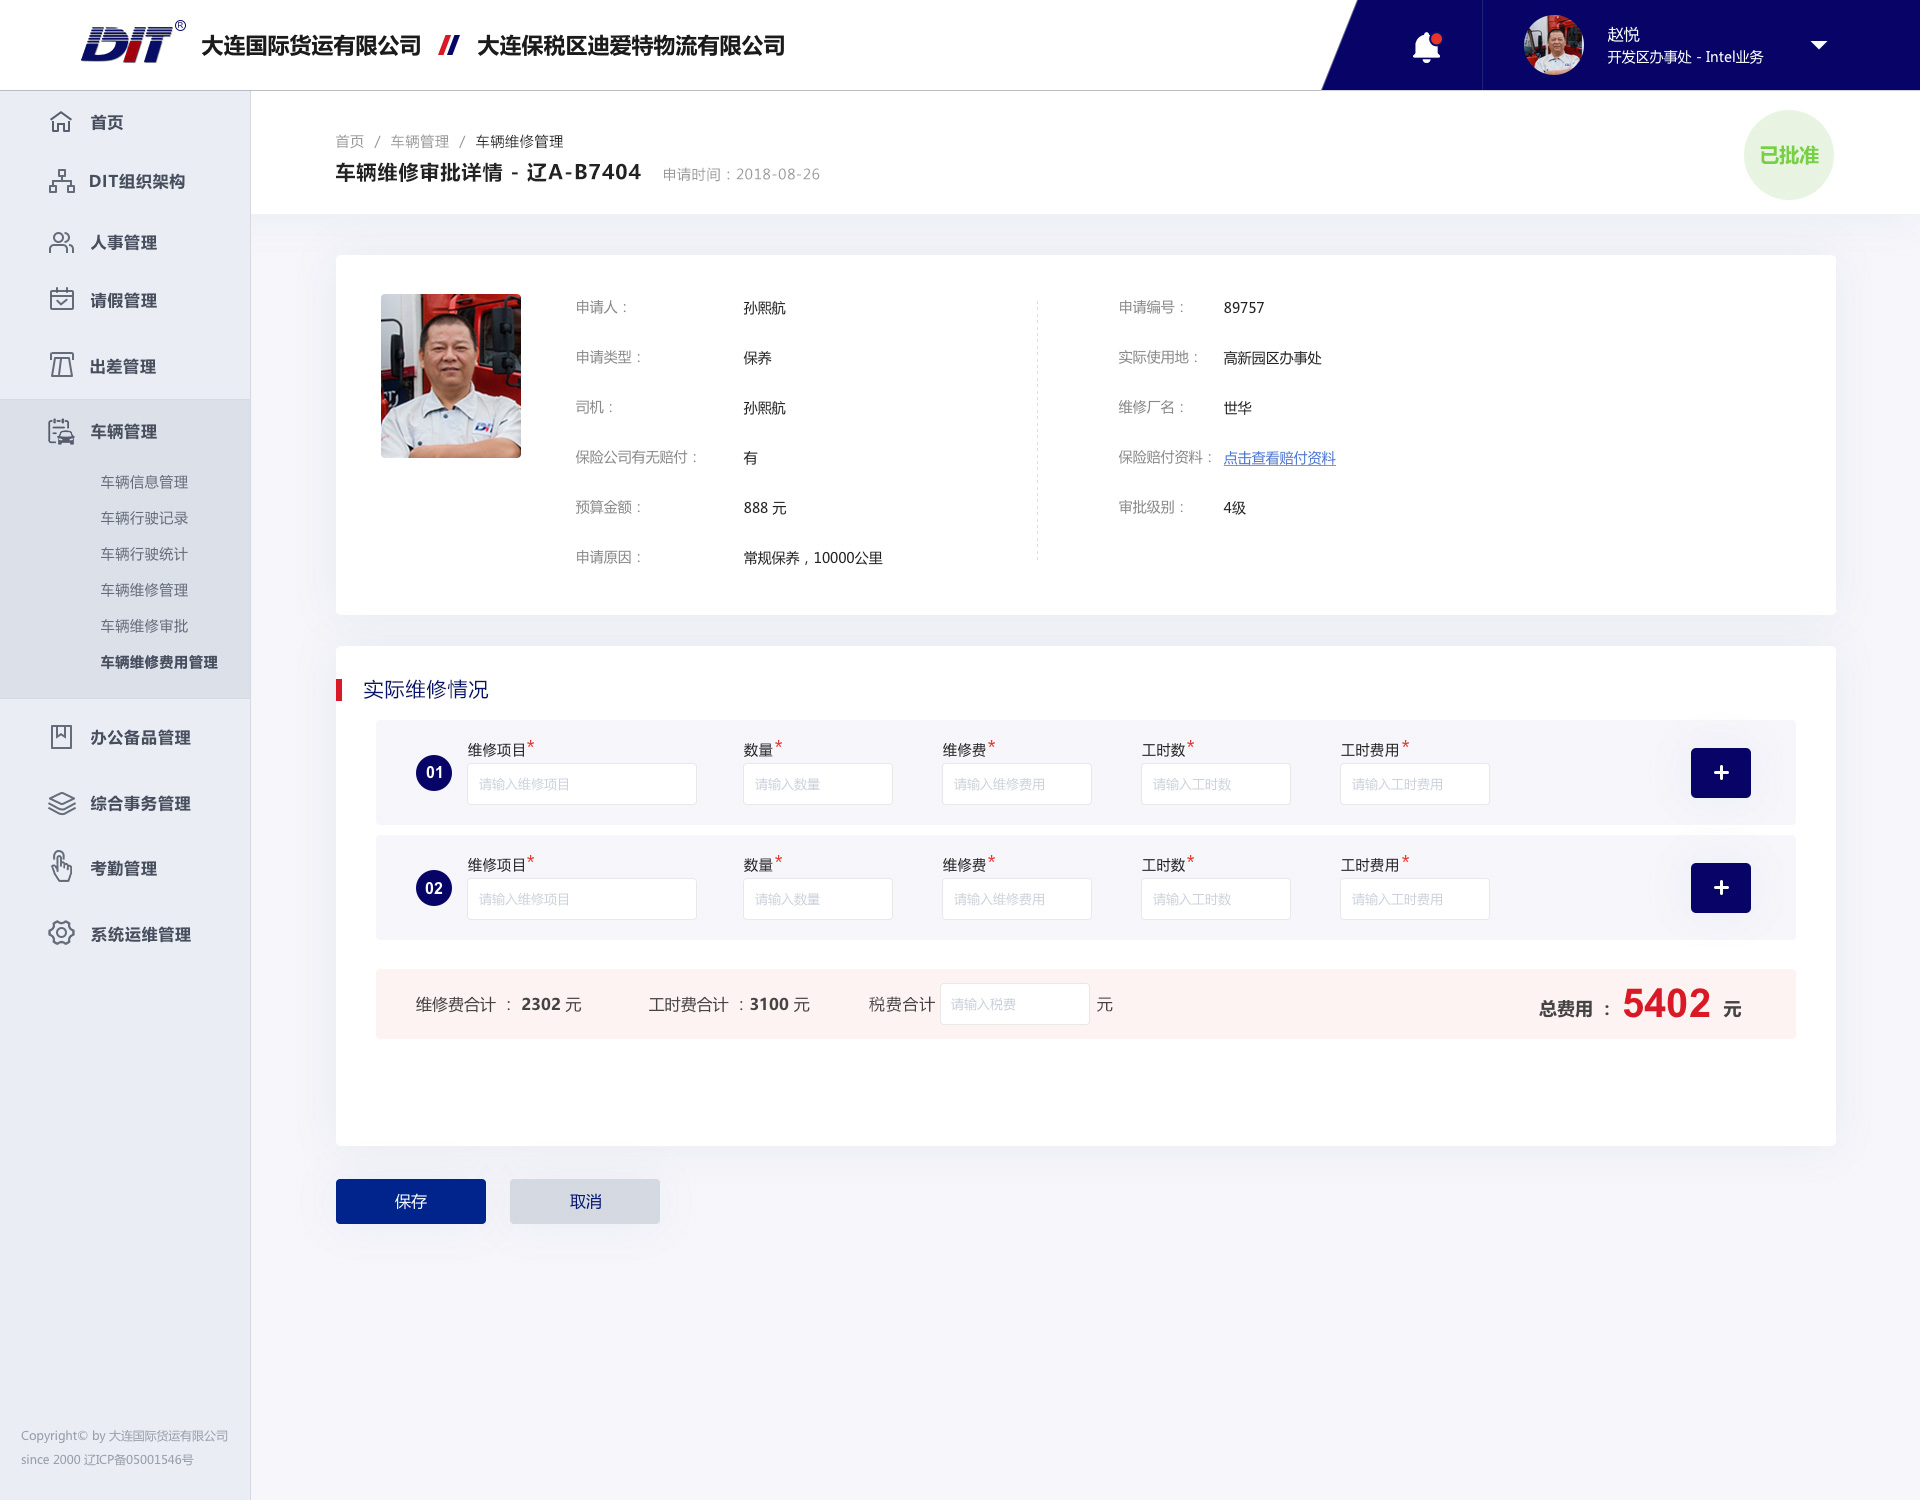 DIT® 大连国际货运有限公司 // 大连保税区迪爱特物流有限公司
赵悦
开发区办事处 - Intel业务
首页
DIT组织架构
人事管理
请假管理
出差管理
车辆管理
车辆信息管理
车辆行驶记录
车辆行驶统计
车辆维修管理
车辆维修审批
车辆维修费用管理
办公备品管理
综合事务管理
考勤管理
系统运维管理
Copyright© by 大连国际货运有限公司
since 2000 辽ICP备05001546号
首页 / 车辆管理 / 车辆维修管理
车辆维修审批详情 - 辽A-B7404 申请时间：2018-08-26
已批准
申请人： 孙熙航
申请类型： 保养
司机： 孙熙航
保险公司有无赔付： 有
预算金额： 888 元
申请原因： 常规保养，10000公里
申请编号： 89757
实际使用地： 高新园区办事处
维修厂名： 世华
保险赔付资料： 点击查看赔付资料
审批级别： 4级
DIT
实际维修情况
01
维修项目* 数量* 维修费* 工时数* 工时费用*
请输入维修项目 请输入数量 请输入维修费用 请输入工时数 请输入工时费用
+
02
维修项目* 数量* 维修费* 工时数* 工时费用*
请输入维修项目 请输入数量 请输入维修费用 请输入工时数 请输入工时费用
+
维修费合计 ： 2302 元 工时费合计 ：3100 元 税费合计 请输入税费 元 总费用 ： 5402 元
保存 取消